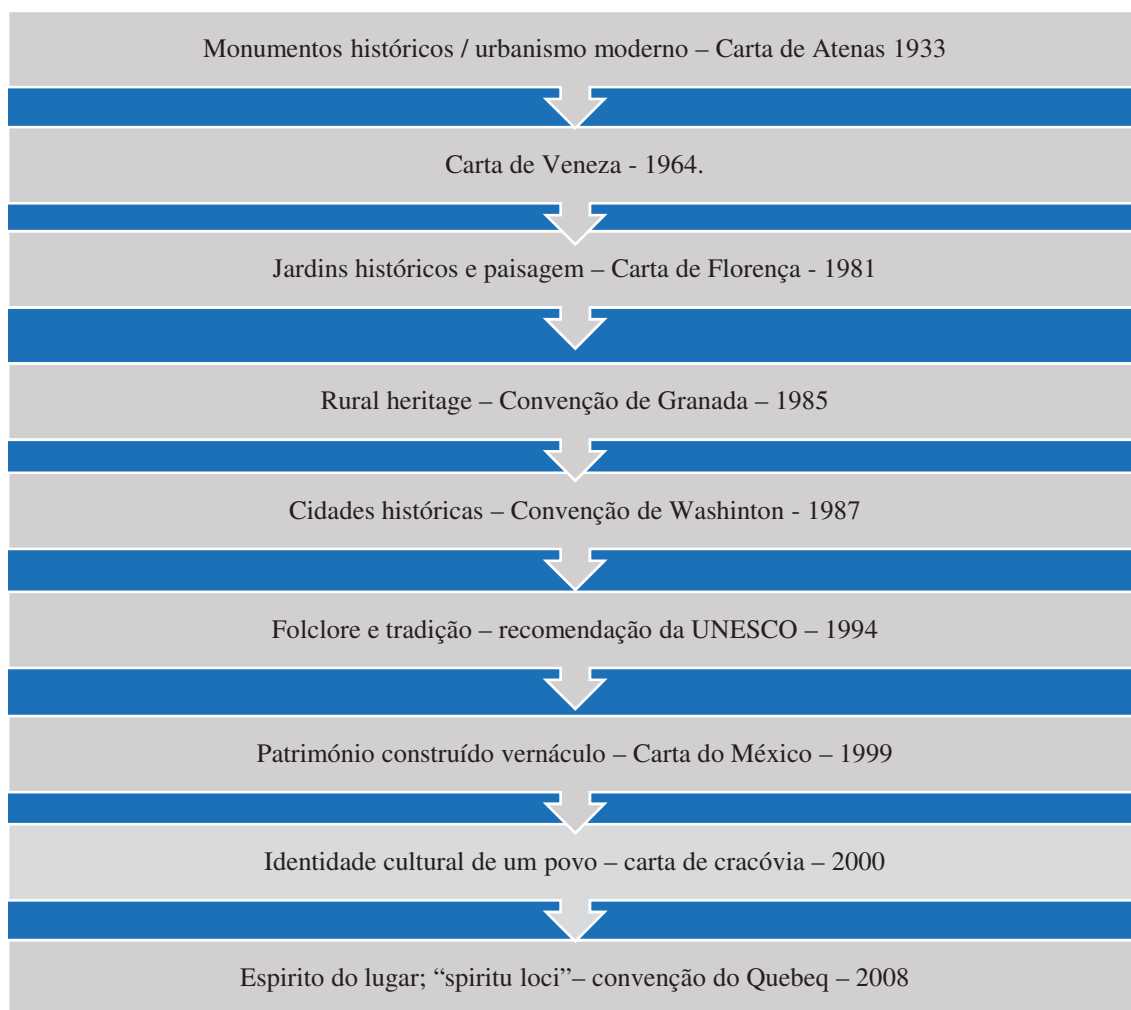 Monumentos históricos / urbanismo moderno – Carta de Atenas 1933
Carta de Veneza - 1964.
Jardins históricos e paisagem – Carta de Florença - 1981
Rural heritage – Convenção de Granada – 1985
Cidades históricas – Convenção de Washinton - 1987
Folclore e tradição – recomendação da UNESCO – 1994
Património construído vernáculo – Carta do México – 1999
Identidade cultural de um povo – carta de cracóvia – 2000
Espirito do lugar; “spiritu loci”– convenção do Quebeq – 2008